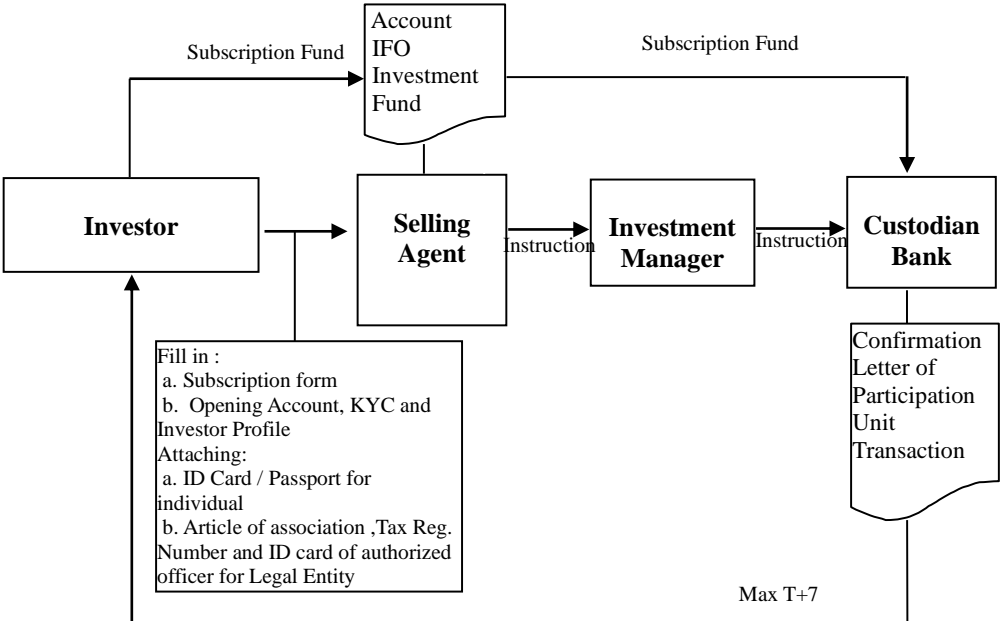 Account
IFO
Investment
Fund
Subscription Fund
Subscription Fund
Investor
Selling
Agent
Instruction
Investment
Manager
Instruction
Custodian
Bank
Fill in :
a. Subscription form
b. Opening Account, KYC and
Investor Profile
Attaching:
a. ID Card / Passport for
individual
b. Article of association ,Tax Reg.
Number and ID card of authorized
officer for Legal Entity
Confirmation
Letter of
Participation
Unit
Transaction
Max T+7